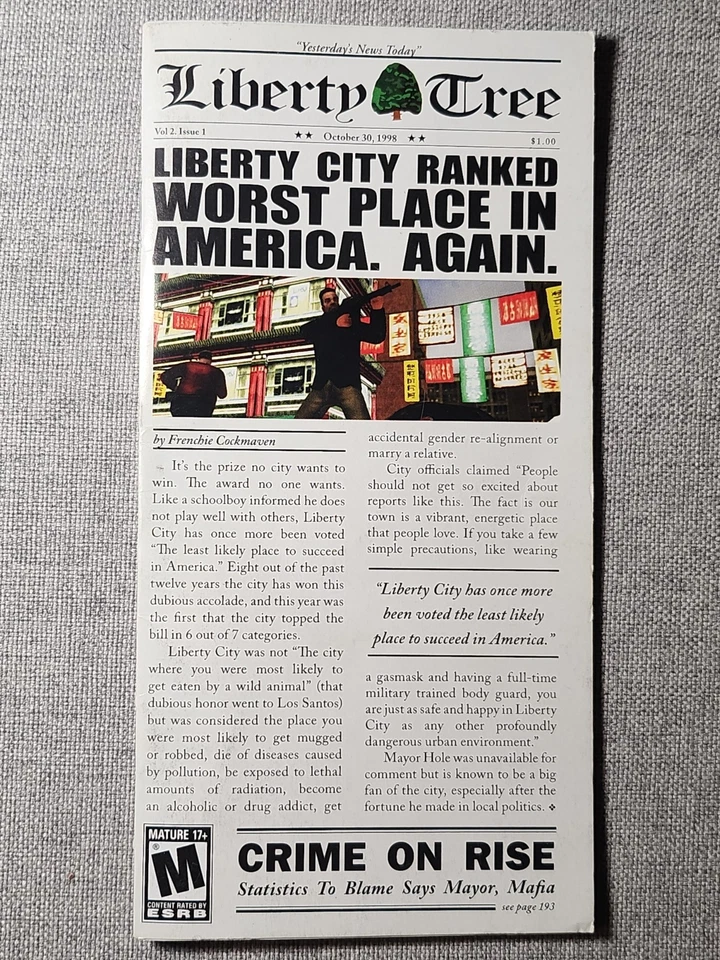 "Yesterday's News Today"
Liberty Tree
Vol 2. Issue 1
★★ October 30, 1998 ★★
$1.00
LIBERTY CITY RANKED
WORST PLACE IN
AMERICA. AGAIN.
by Frenchie Cockmaven
It's the prize no city wants to
win. The award no one wants.
Like a schoolboy informed he does
not play well with others, Liberty
City has once more been voted
"The least likely place to succeed
in America." Eight out of the past
twelve years the city has won this
dubious accolade, and this year was
the first that the city topped the
bill in 6 out of 7 categories.
Liberty City was not "The city
where you were most likely to
get eaten by a wild animal" (that
dubious honor went to Los Santos)
but was considered the place you
were most likely to get mugged
or robbed, die of diseases caused
by pollution, be exposed to lethal
amounts of radiation, become
an alcoholic or drug addict, get
accidental gender re-alignment or
marry a relative.
City officials claimed "People
should not get so excited about
reports like this. The fact is our
town is a vibrant, energetic place
that people love. If you take a few
simple precautions, like wearing
"Liberty City has once more
been voted the least likely
place to succeed in America."
a gasmask and having a full-time
military trained body guard, you
are just as safe and happy in Liberty
City as any other profoundly
dangerous urban environment."
Mayor Hole was unavailable for
comment but is known to be a big
fan of the city, especially after the
fortune he made in local politics. ❖
MATURE 17+
M
®
CONTENT RATED BY
ESRB
CRIME ON RISE
Statistics To Blame Says Mayor, Mafia
see page 193